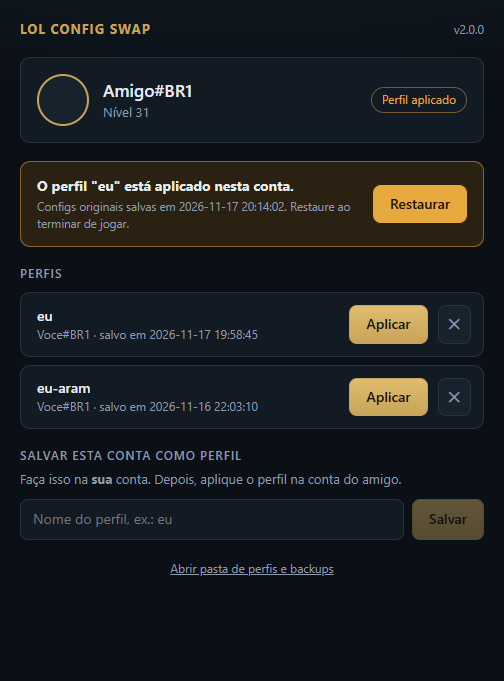 LOL CONFIG SWAP
v2.0.0
Amigo#BR1
Nível 31
Perfil aplicado
O perfil "eu" está aplicado nesta conta.
Configs originais salvas em 2026-11-17 20:14:02. Restaure ao
terminar de jogar.
Restaurar
PERFIS
eu
Voce#BR1 · salvo em 2026-11-17 19:58:45
Aplicar
✕
eu-aram
Voce#BR1 · salvo em 2026-11-16 22:03:10
Aplicar
✕
SALVAR ESTA CONTA COMO PERFIL
Faça isso na sua conta. Depois, aplique o perfil na conta do amigo.
Nome do perfil, ex.: eu
Salvar
Abrir pasta de perfis e backups